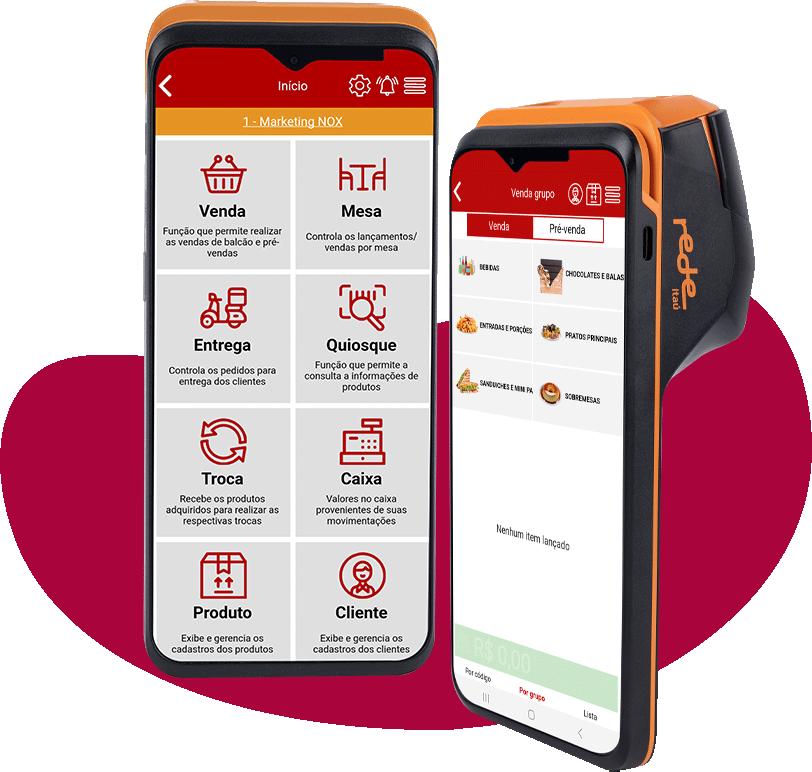 Início
1 - Marketing NOX
Venda
Função que permite realizar
as vendas de balcão e pré-
vendas
Mesa
Controla os lançamentos/
vendas por mesa
Entrega
Controla os pedidos para
entrega dos clientes
Quiosque
Função que permite a
consulta a informações de
produtos
Troca
Recebe os produtos
adquiridos para realizar as
respectivas trocas
Caixa
Valores no caixa
provenientes de suas
movimentações
Produto
Exibe e gerencia os
cadastros dos produtos
Cliente
Exibe e gerencia os
cadastros dos clientes
Venda grupo
Venda
Pré-venda
BEBIDAS
CHOCOLATES E BALAS
ENTRADAS E PORÇÕES
PRATOS PRINCIPAIS
SANDUICHES E MINI PA
SOBREMESAS
Nenhum item lançado
R$ 0,00
Por código
Por grupo
Lista
rede
itaú